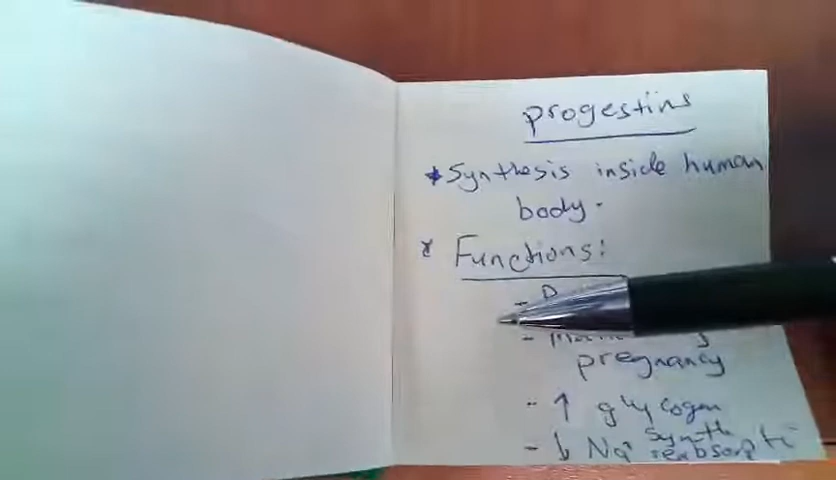 progestins
* Synthesis inside human
body.
* Functions:
-
-
pregnancy
- ↑ glycogen
synth
- ↓ Na⁺ reabsorpti